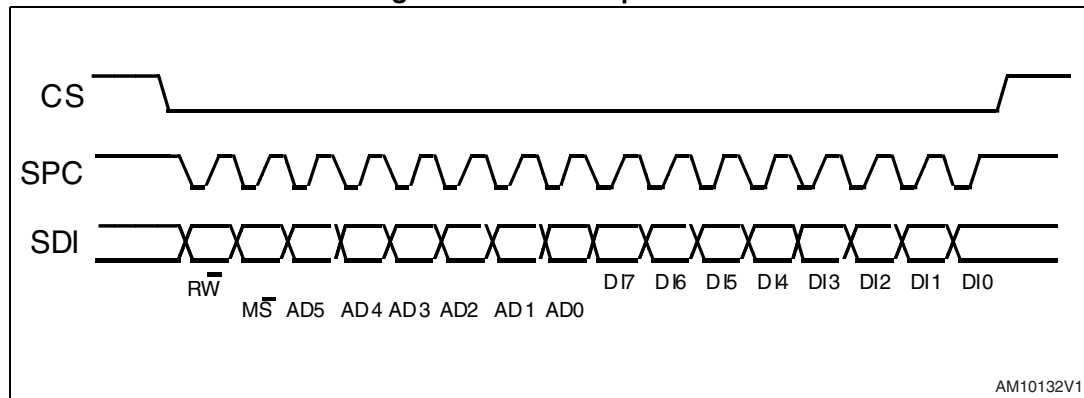 CS
SPC
SDI
RW̅
DI7 DI6 DI5 DI4 DI3 DI2 DI1 DI0
MS̅ AD5 AD4 AD3 AD2 AD1 AD0
AM10132V1